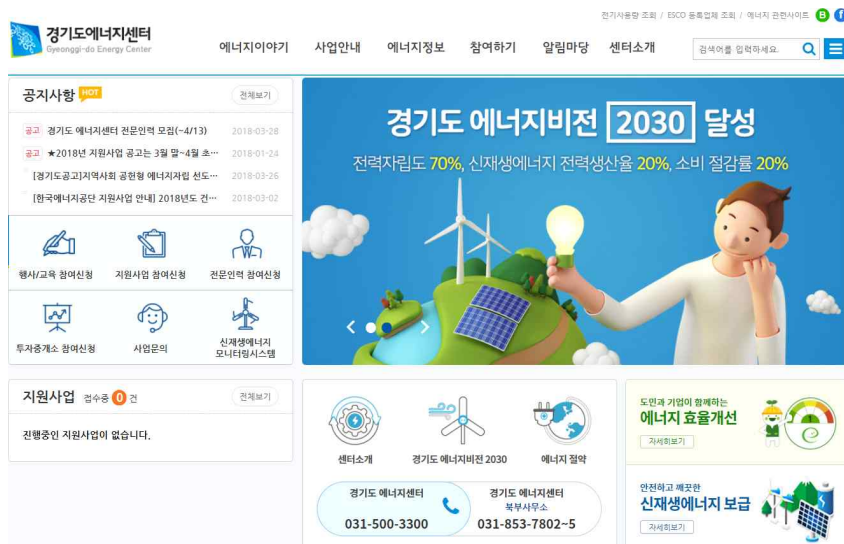 전기사용량 조회 / ESCO 등록업체 조회 / 에너지 관련사이트 B f
경기도에너지센터
Gyeonggi-do Energy Center
에너지이야기 사업안내 에너지정보 참여하기 알림마당 센터소개
검색어를 입력하세요.
공지사항 HOT 전체보기
공고 경기도 에너지센터 전문인력 모집(~4/13) 2018-03-28
공고 ★2018년 지원사업 공고는 3월 말~4월 초··· 2018-01-24
[경기도공고]지역사회 공헌형 에너지자립 선도··· 2018-03-26
[한국에너지공단 지원사업 안내] 2018년도 건··· 2018-03-02
경기도 에너지비전 2030 달성
전력자립도 70%, 신재생에너지 전력생산율 20%, 소비 절감률 20%
행사/교육 참여신청 지원사업 참여신청 전문인력 참여신청
투자중개소 참여신청 사업문의 신재생에너지
모니터링시스템
지원사업 접수중 0 건 전체보기
진행중인 지원사업이 없습니다.
센터소개 경기도 에너지비전 2030 에너지 절약
경기도 에너지센터
031-500-3300
경기도 에너지센터
북부사무소
031-853-7802~5
도민과 기업이 함께하는
에너지 효율개선
자세히보기
안전하고 깨끗한
신재생에너지 보급
자세히보기